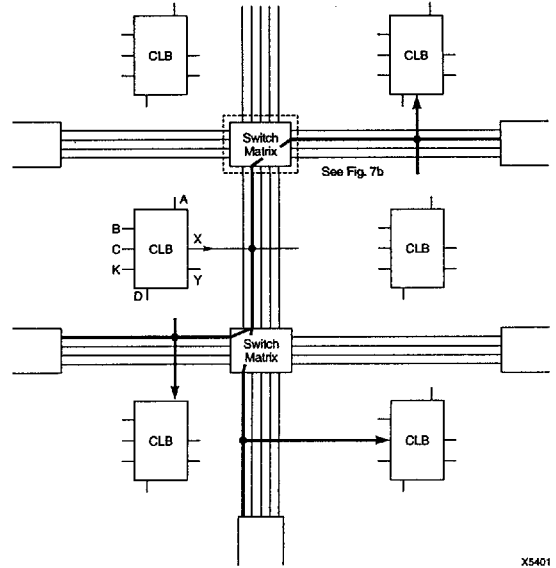 CLB
CLB
Switch
Matrix
See Fig. 7b
A
B
C
CLB
X
K
Y
D
CLB
Switch
Matrix
CLB
CLB
X5401